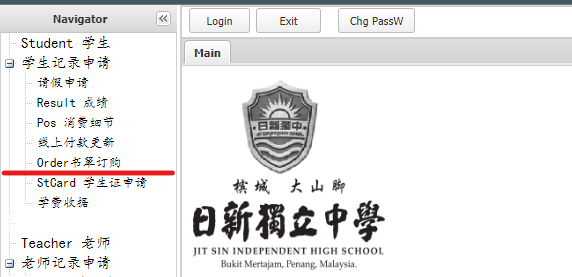 Navigator
Student 学生
学生记录申请
请假申请
Result 成绩
Pos 消费细节
线上付款更新
Order书单订购
StCard 学生证申请
学费收据
Teacher 老师
老师记录申请
Login
Exit
Chg PassW
Main
日新獨中
檳城 大山脚
日新獨立中學
JIT SIN INDEPENDENT HIGH SCHOOL
Bukit Mertajam, Penang, Malaysia.